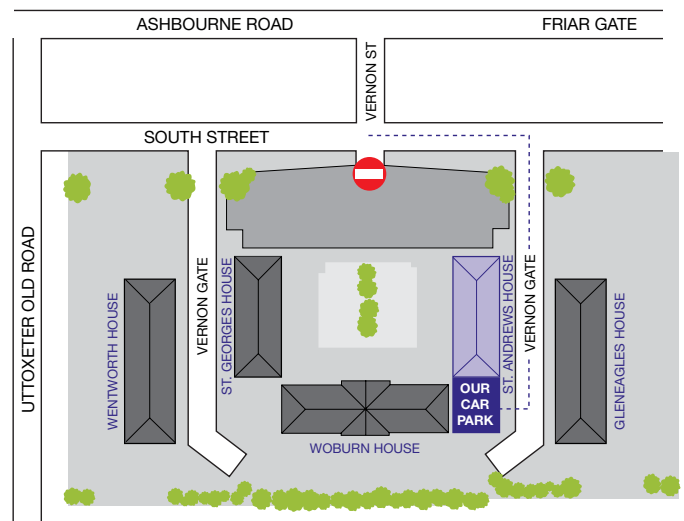 ASHBOURNE ROAD
FRIAR GATE
VERNON ST
SOUTH STREET
UTTOXETER OLD ROAD
WENTWORTH HOUSE
VERNON GATE
ST. GEORGES HOUSE
ST. ANDREWS HOUSE
VERNON GATE
GLENEAGLES HOUSE
OUR
CAR
PARK
WOBURN HOUSE